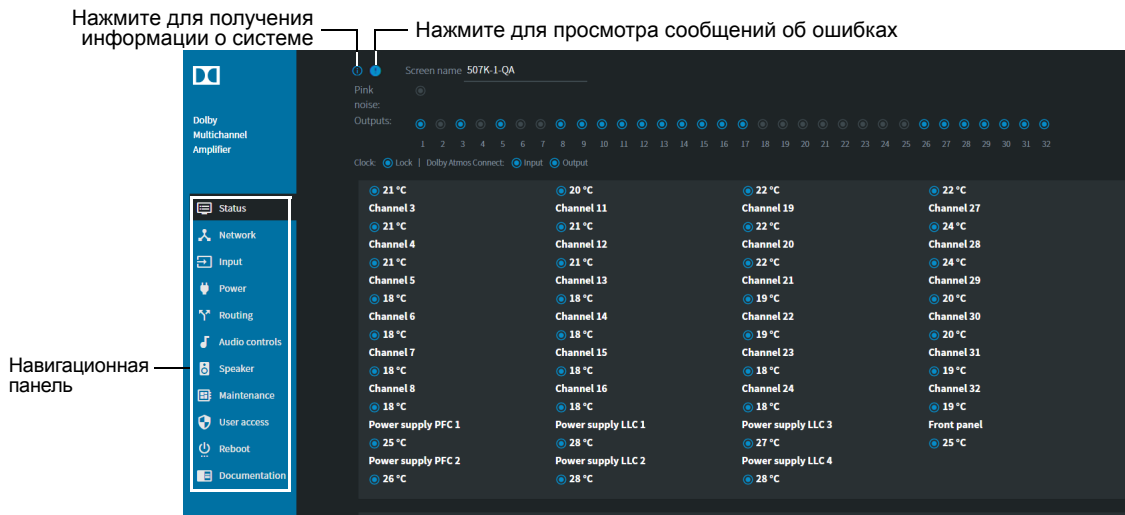 Нажмите для получения
информации о системе
Нажмите для просмотра сообщений об ошибках
Screen name 507K-1-QA
Pink
noise:
Dolby
Multichannel
Amplifier
Outputs:
1 2 3 4 5 6 7 8 9 10 11 12 13 14 15 16 17 18 19 20 21 22 23 24 25 26 27 28 29 30 31 32
Clock: Lock | Dolby Atmos Connect: Input Output
Status
Network
Input
Power
Routing
Audio controls
Speaker
Maintenance
User access
Reboot
Documentation
Навигационная
панель
21 °C 20 °C 22 °C 22 °C
Channel 3 Channel 11 Channel 19 Channel 27
21 °C 21 °C 22 °C 24 °C
Channel 4 Channel 12 Channel 20 Channel 28
21 °C 21 °C 22 °C 24 °C
Channel 5 Channel 13 Channel 21 Channel 29
18 °C 18 °C 19 °C 20 °C
Channel 6 Channel 14 Channel 22 Channel 30
18 °C 18 °C 19 °C 20 °C
Channel 7 Channel 15 Channel 23 Channel 31
18 °C 18 °C 18 °C 19 °C
Channel 8 Channel 16 Channel 24 Channel 32
18 °C 18 °C 18 °C 19 °C
Power supply PFC 1 Power supply LLC 1 Power supply LLC 3 Front panel
25 °C 28 °C 27 °C 25 °C
Power supply PFC 2 Power supply LLC 2 Power supply LLC 4
26 °C 28 °C 28 °C